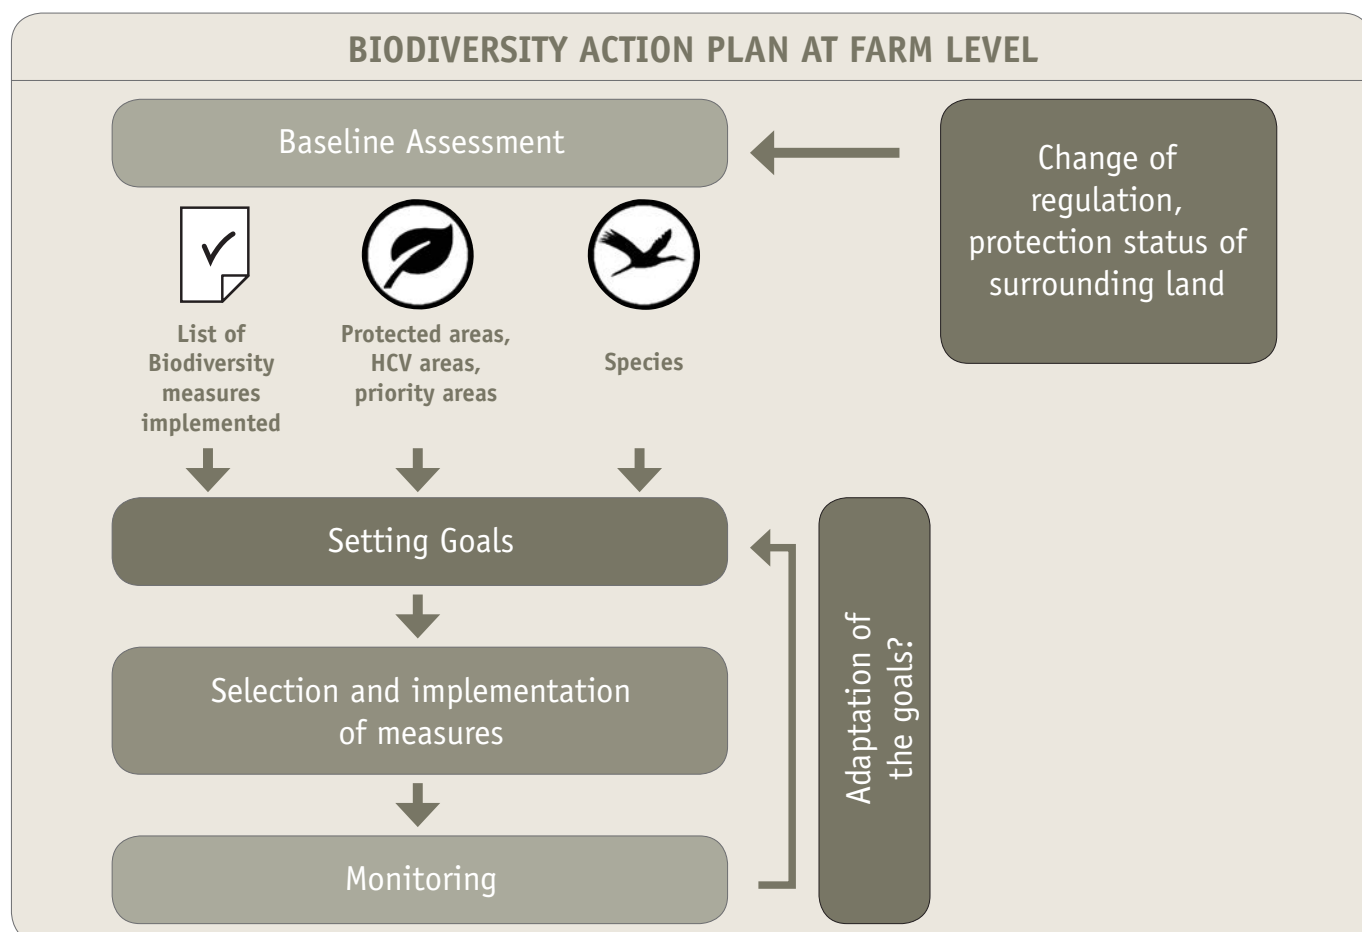 BIODIVERSITY ACTION PLAN AT FARM LEVEL
Baseline Assessment
Change of
regulation,
protection status of
surrounding land
List of
Biodiversity
measures
implemented
Protected areas,
HCV areas,
priority areas
Species
Setting Goals
Selection and implementation
of measures
Monitoring
Adaptation of
the goals?